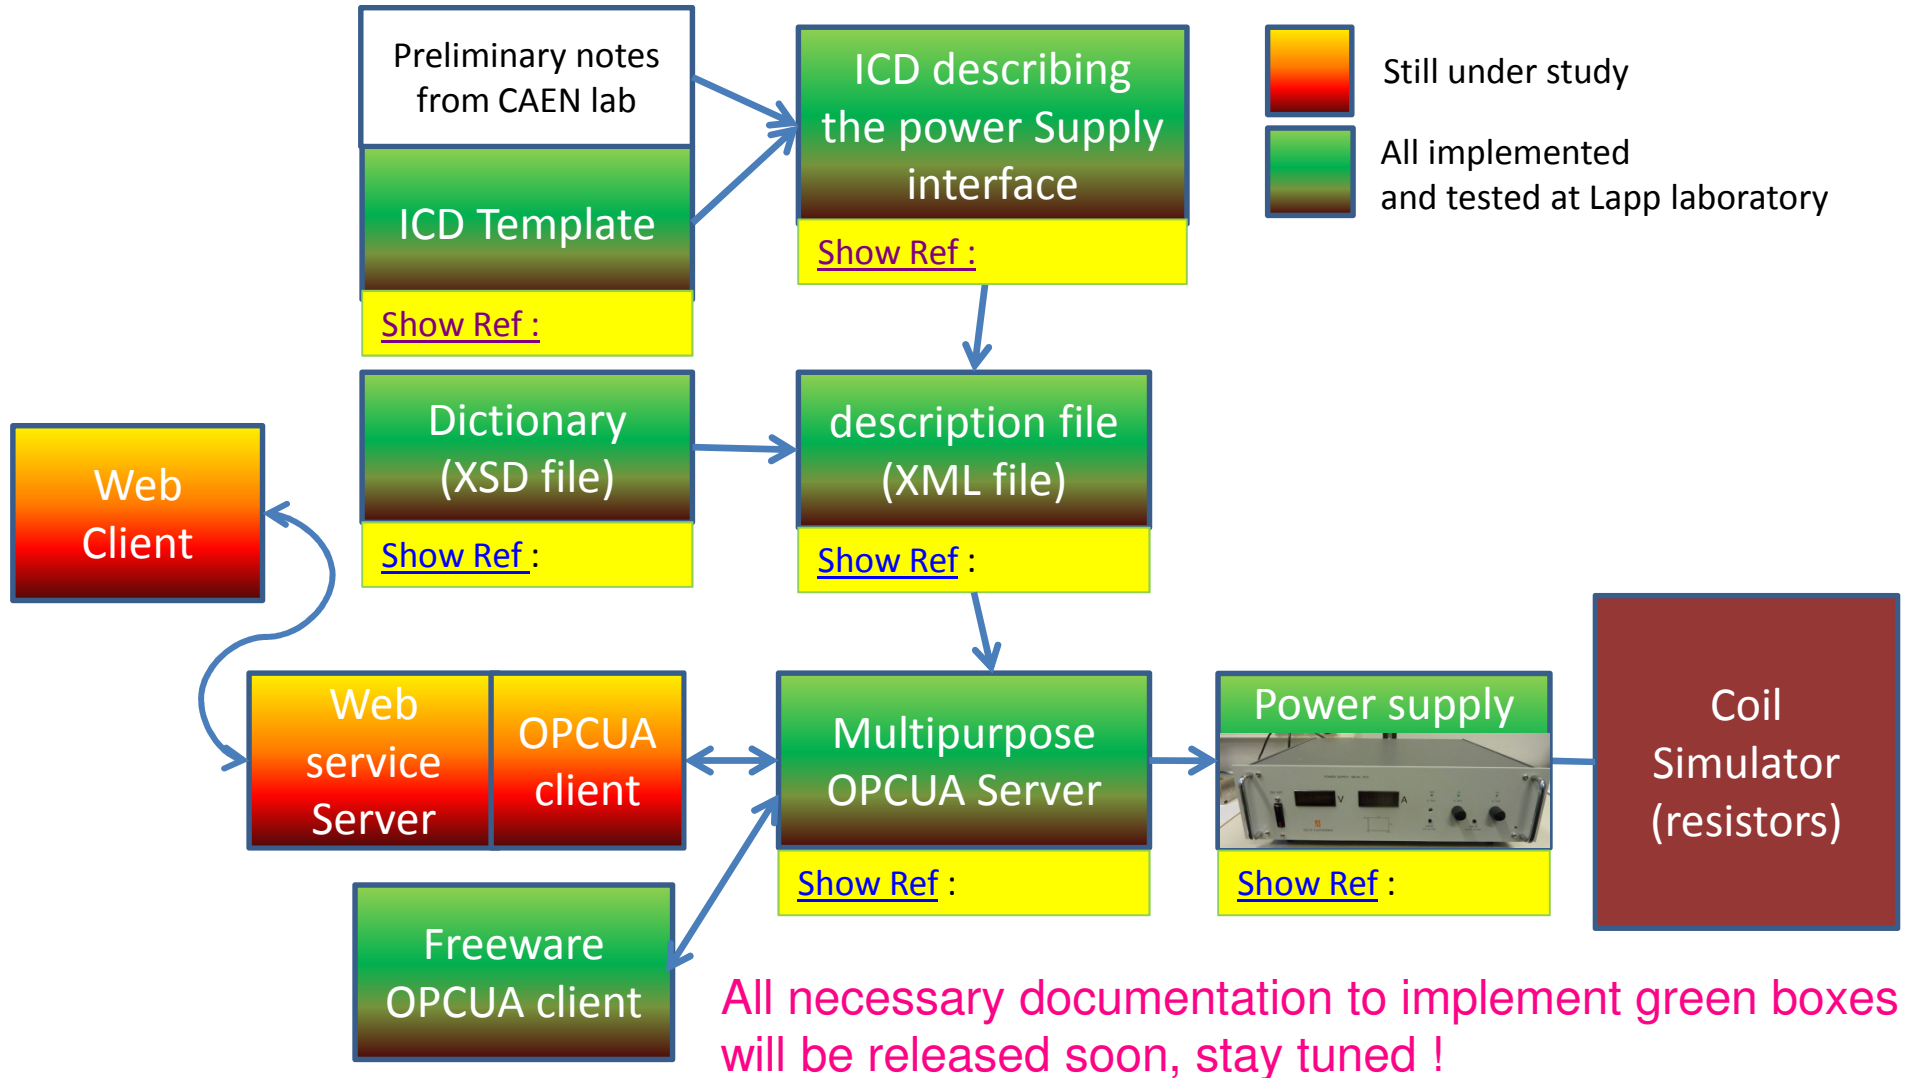 Preliminary notes
from CAEN lab
ICD Template
Show Ref :
ICD describing
the power Supply
interface
Show Ref :
Still under study
All implemented
and tested at Lapp laboratory
Dictionary
(XSD file)
Show Ref :
description file
(XML file)
Show Ref :
Web
Client
Web
service
Server
OPCUA
client
Multipurpose
OPCUA Server
Show Ref :
Power supply
V
A
Show Ref :
Coil
Simulator
(resistors)
Freeware
OPCUA client
All necessary documentation to implement green boxes
will be released soon, stay tuned !